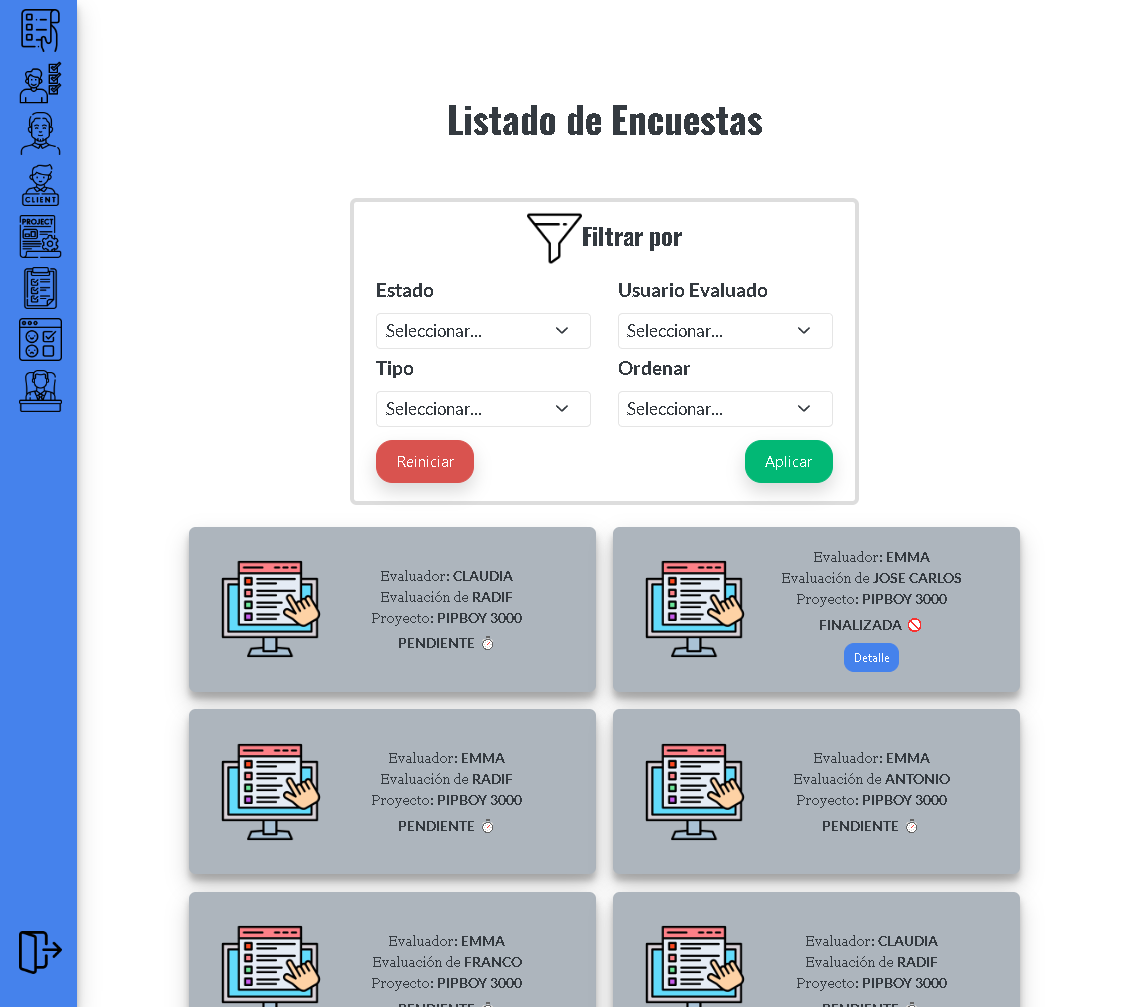 CLIENT
PROJECT
Listado de Encuestas
Filtrar por
Estado
Usuario Evaluado
Seleccionar...
Seleccionar...
Tipo
Ordenar
Seleccionar...
Seleccionar...
Reiniciar
Aplicar
Evaluador: CLAUDIA
Evaluación de RADIF
Proyecto: PIPBOY 3000
PENDIENTE
Evaluador: EMMA
Evaluación de JOSE CARLOS
Proyecto: PIPBOY 3000
FINALIZADA
Detalle
Evaluador: EMMA
Evaluación de RADIF
Proyecto: PIPBOY 3000
PENDIENTE
Evaluador: EMMA
Evaluación de ANTONIO
Proyecto: PIPBOY 3000
PENDIENTE
Evaluador: EMMA
Evaluación de FRANCO
Proyecto: PIPBOY 3000
PENDIENTE
Evaluador: CLAUDIA
Evaluación de RADIF
Proyecto: PIPBOY 3000
PENDIENTE